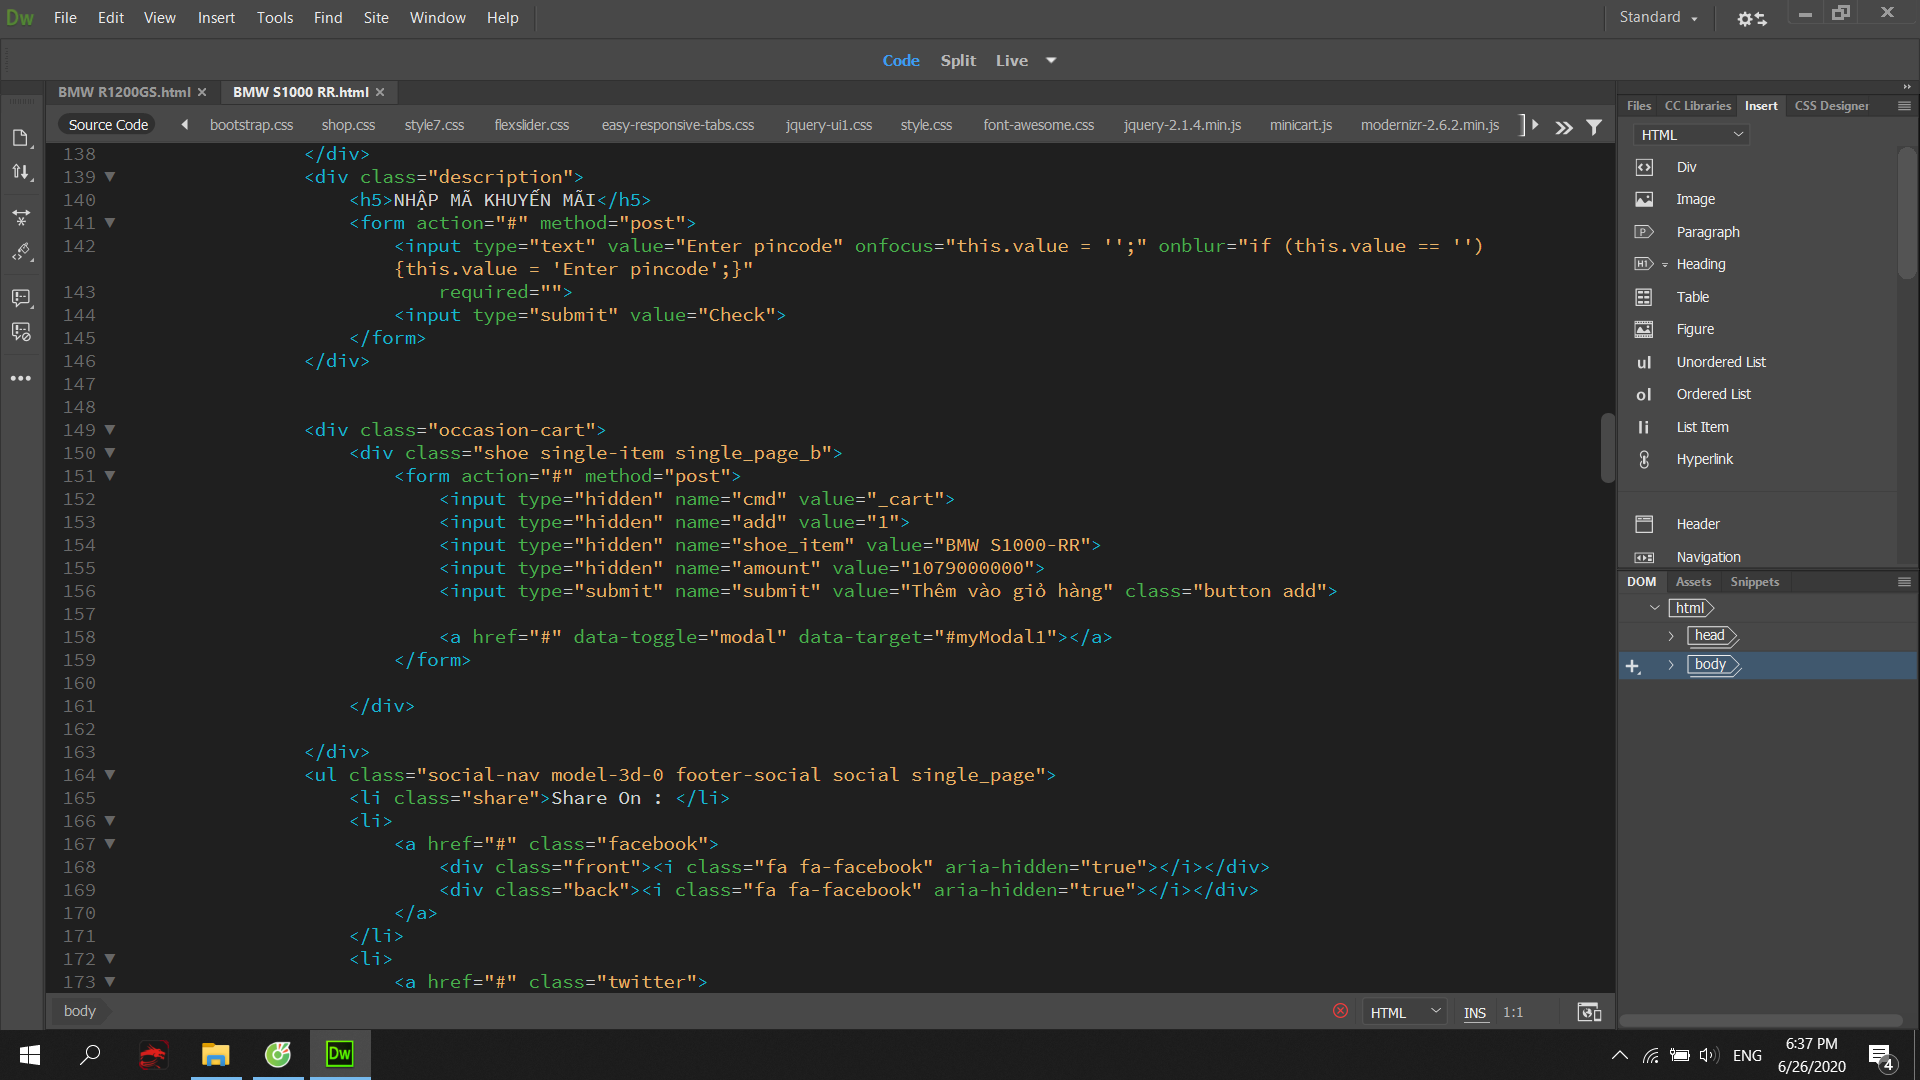 Dw File Edit View Insert Tools Find Site Window Help Standard
Code Split Live
BMW R1200GS.html BMW S1000 RR.html
Source Code bootstrap.css shop.css style7.css flexslider.css easy-responsive-tabs.css jquery-ui1.css style.css font-awesome.css jquery-2.1.4.min.js minicart.js modernizr-2.6.2.min.js
138 </div>
139 <div class="description">
140 <h5>NHẬP MÃ KHUYẾN MÃI</h5>
141 <form action="#" method="post">
142 <input type="text" value="Enter pincode" onfocus="this.value = '';" onblur="if (this.value == '')
{this.value = 'Enter pincode';}"
143 required="">
144 <input type="submit" value="Check">
145 </form>
146 </div>
147
148
149 <div class="occasion-cart">
150 <div class="shoe single-item single_page_b">
151 <form action="#" method="post">
152 <input type="hidden" name="cmd" value="_cart">
153 <input type="hidden" name="add" value="1">
154 <input type="hidden" name="shoe_item" value="BMW S1000-RR">
155 <input type="hidden" name="amount" value="1079000000">
156 <input type="submit" name="submit" value="Thêm vào giỏ hàng" class="button add">
157
158 <a href="#" data-toggle="modal" data-target="#myModal1"></a>
159 </form>
160
161 </div>
162
163 </div>
164 <ul class="social-nav model-3d-0 footer-social social single_page">
165 <li class="share">Share On : </li>
166 <li>
167 <a href="#" class="facebook">
168 <div class="front"><i class="fa fa-facebook" aria-hidden="true"></i></div>
169 <div class="back"><i class="fa fa-facebook" aria-hidden="true"></i></div>
170 </a>
171 </li>
172 <li>
173 <a href="#" class="twitter">
body HTML INS 1:1
Files CC Libraries Insert CSS Designer
HTML
Div
Image
Paragraph
H1 Heading
Table
Figure
ul Unordered List
ol Ordered List
li List Item
Hyperlink
Header
Navigation
DOM Assets Snippets
html
head
body
Dw ENG 6:37 PM
6/26/2020 4